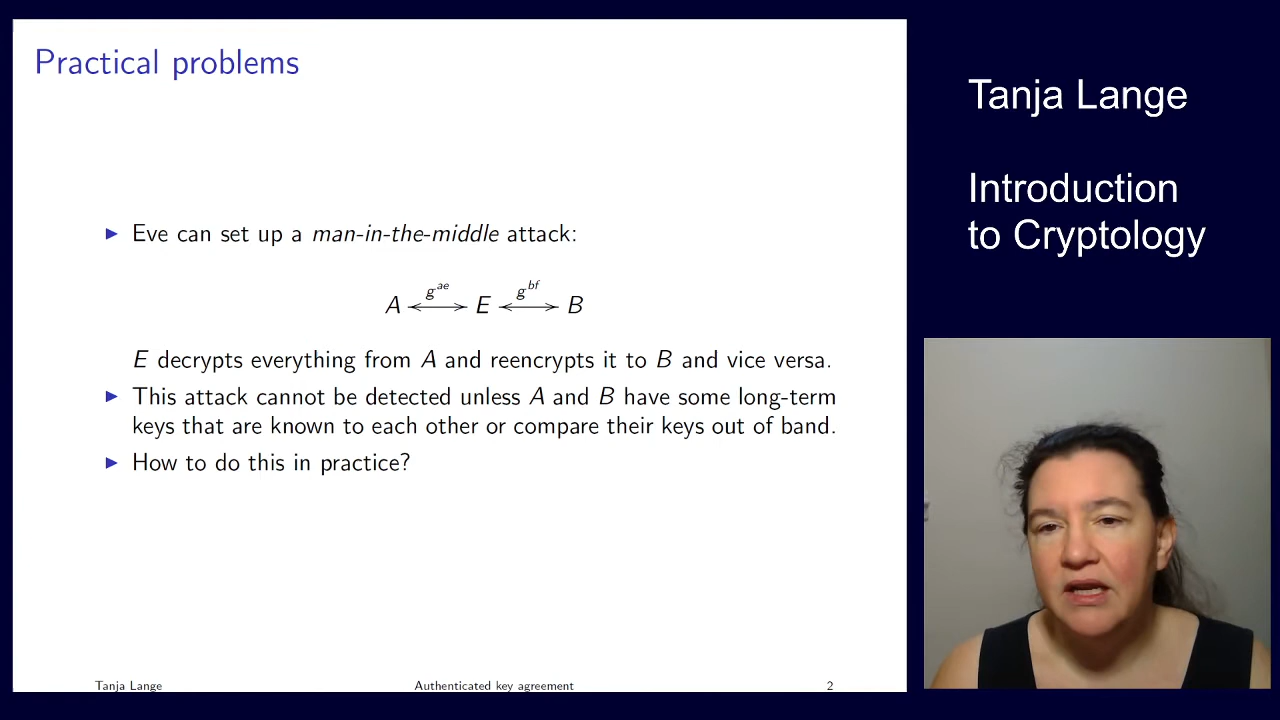 Practical problems
▶ Eve can set up a man-in-the-middle attack:
g^{ae} g^{bf}
A ⟷ E ⟷ B
E decrypts everything from A and reencrypts it to B and vice versa.
▶ This attack cannot be detected unless A and B have some long-term
keys that are known to each other or compare their keys out of band.
▶ How to do this in practice?
Tanja Lange Authenticated key agreement 2
Tanja Lange
Introduction
to Cryptology